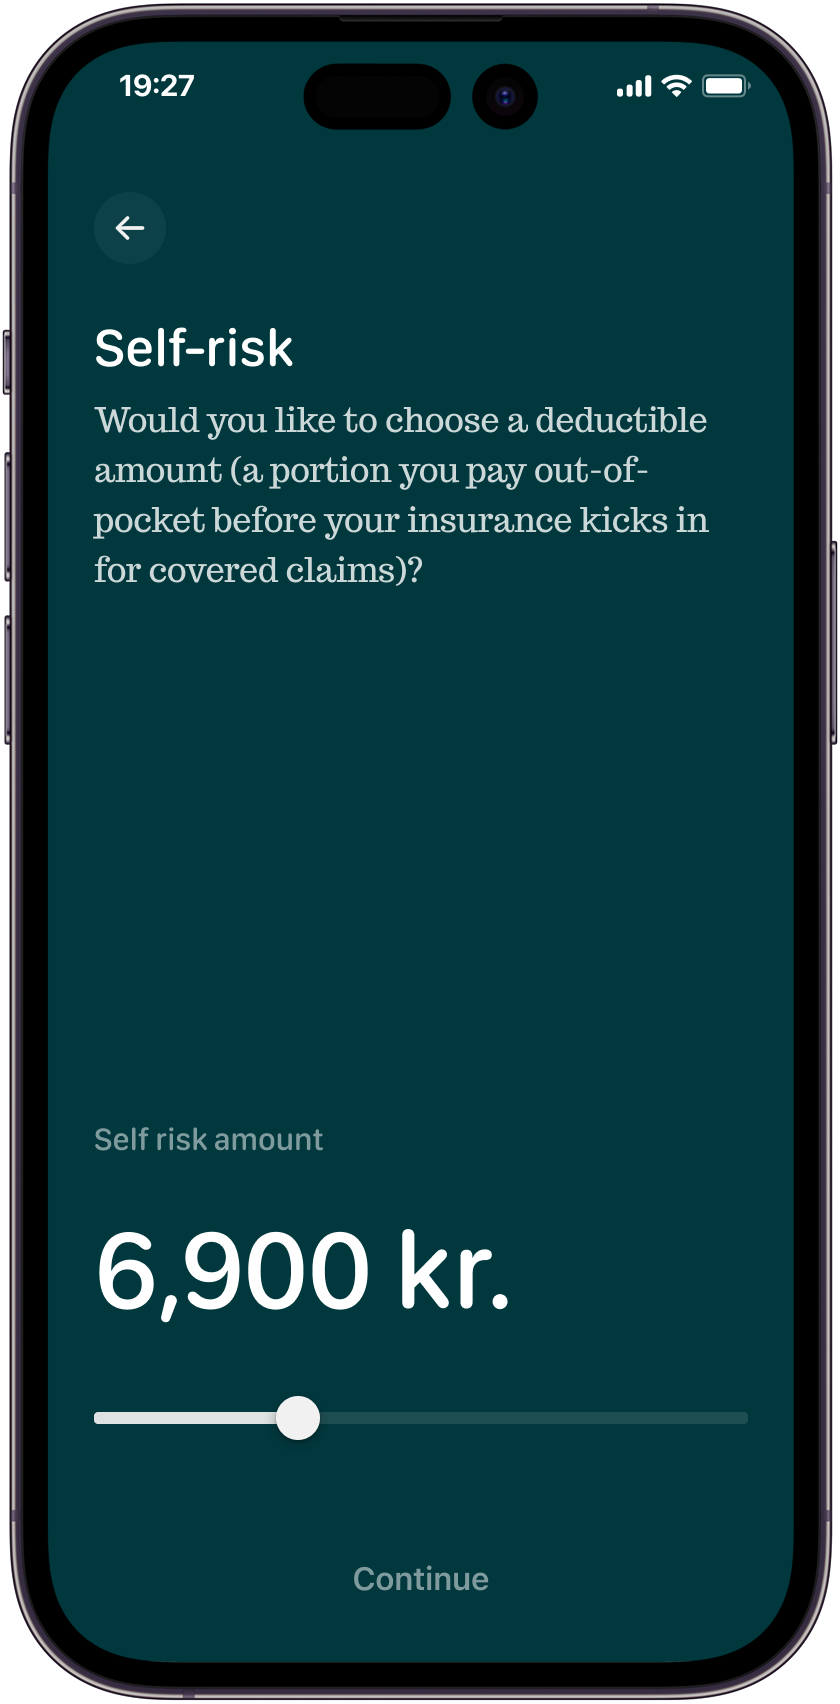 19:27
Self-risk
Would you like to choose a deductible
amount (a portion you pay out-of-
pocket before your insurance kicks in
for covered claims)?
Self risk amount
6,900 kr.
Continue